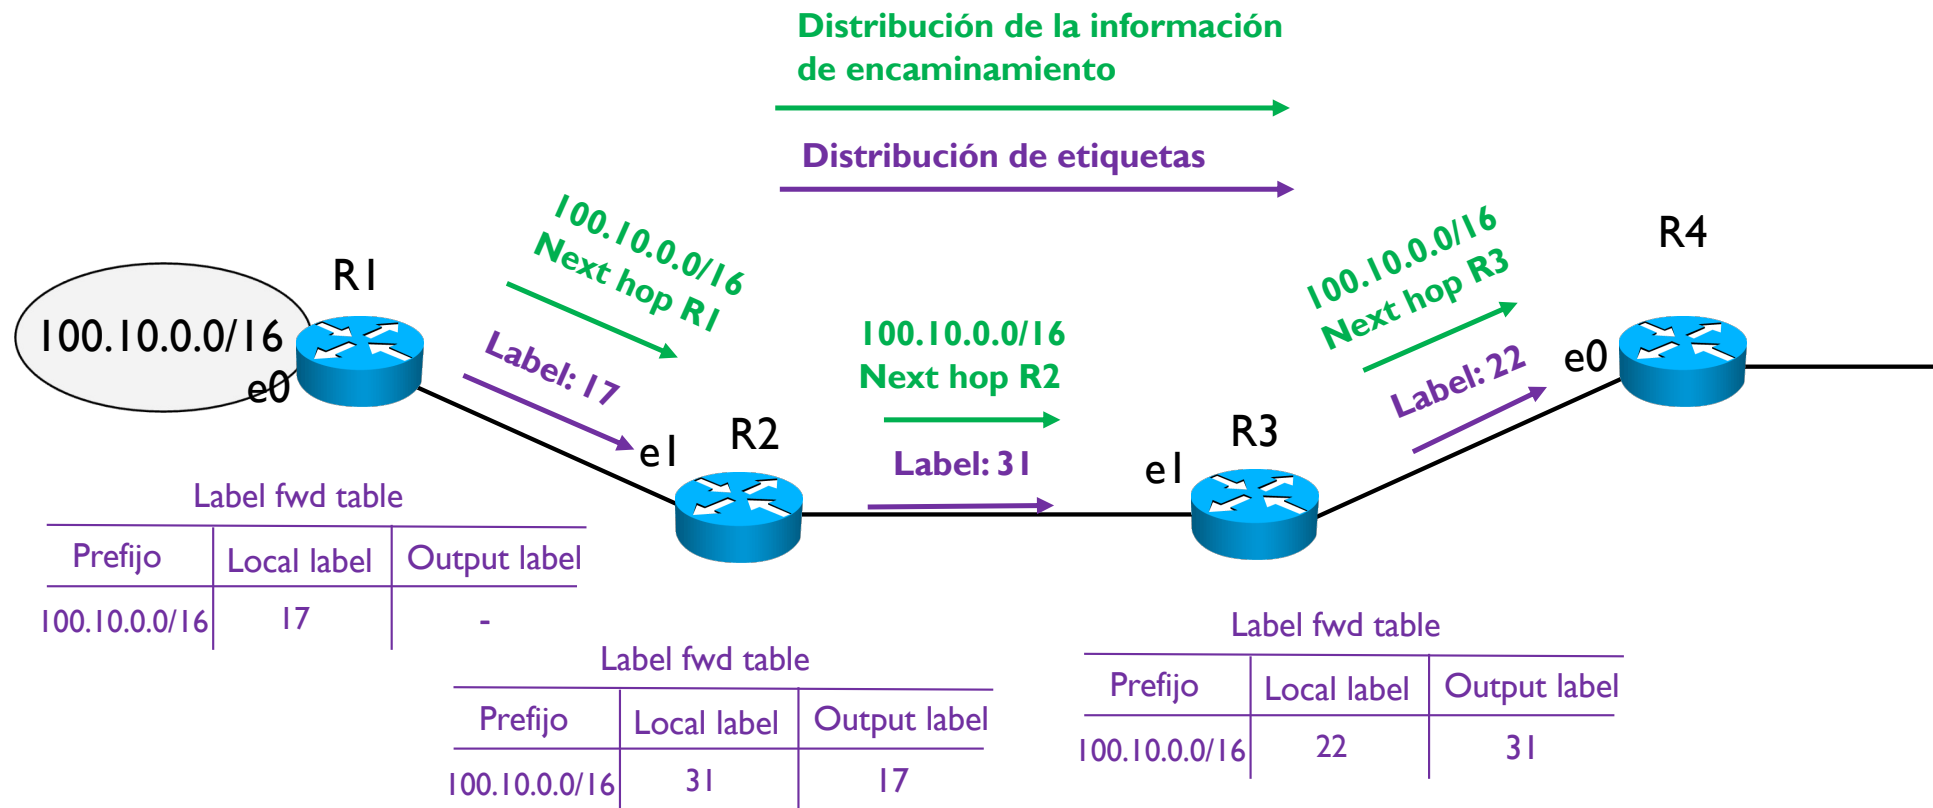 Distribución de la información
de encaminamiento
Distribución de etiquetas
100.10.0.0/16
Next hop R1
Label: 17
100.10.0.0/16
Next hop R2
Label: 31
100.10.0.0/16
Next hop R3
Label: 22
R1
100.10.0.0/16
e0
e1
R2
e1
R3
e0
R4
Label fwd table
Prefijo Local label Output label
100.10.0.0/16 17 -
Label fwd table
Prefijo Local label Output label
100.10.0.0/16 31 17
Label fwd table
Prefijo Local label Output label
100.10.0.0/16 22 31